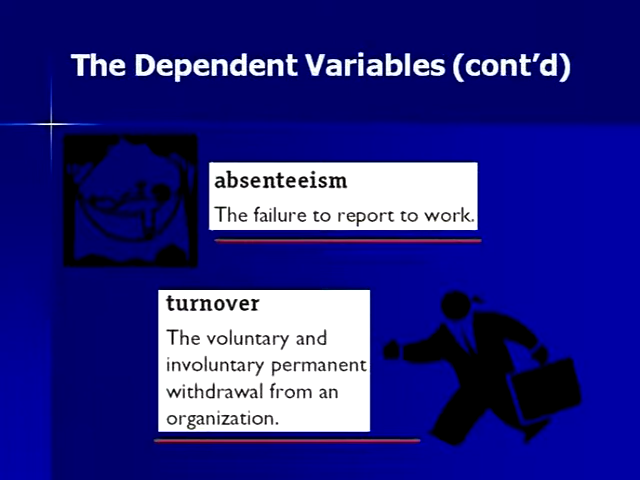 The Dependent Variables (cont’d)
absenteeism
The failure to report to work.
turnover
The voluntary and
involuntary permanent
withdrawal from an
organization.